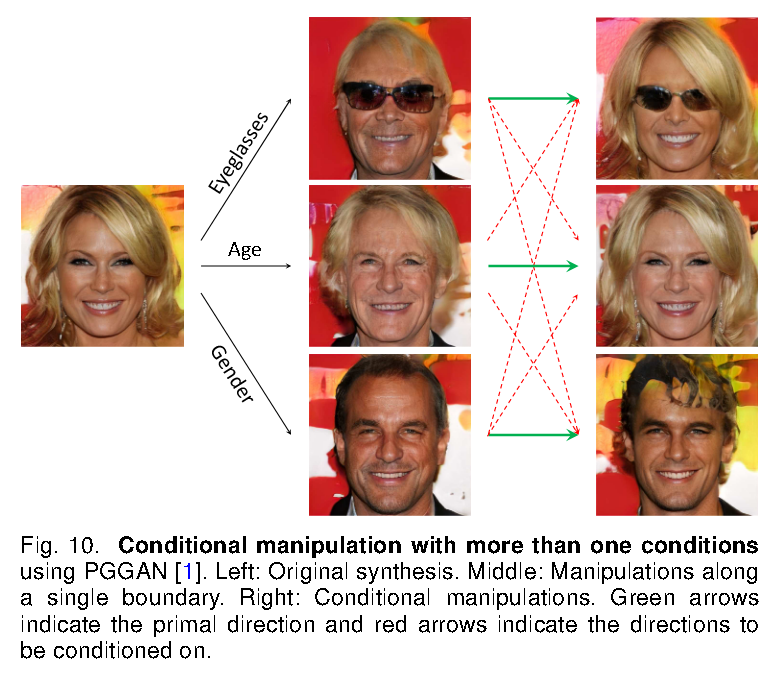 Eyeglasses
Age
Gender
Fig. 10. Conditional manipulation with more than one conditions
using PGGAN [1]. Left: Original synthesis. Middle: Manipulations along
a single boundary. Right: Conditional manipulations. Green arrows
indicate the primal direction and red arrows indicate the directions to
be conditioned on.